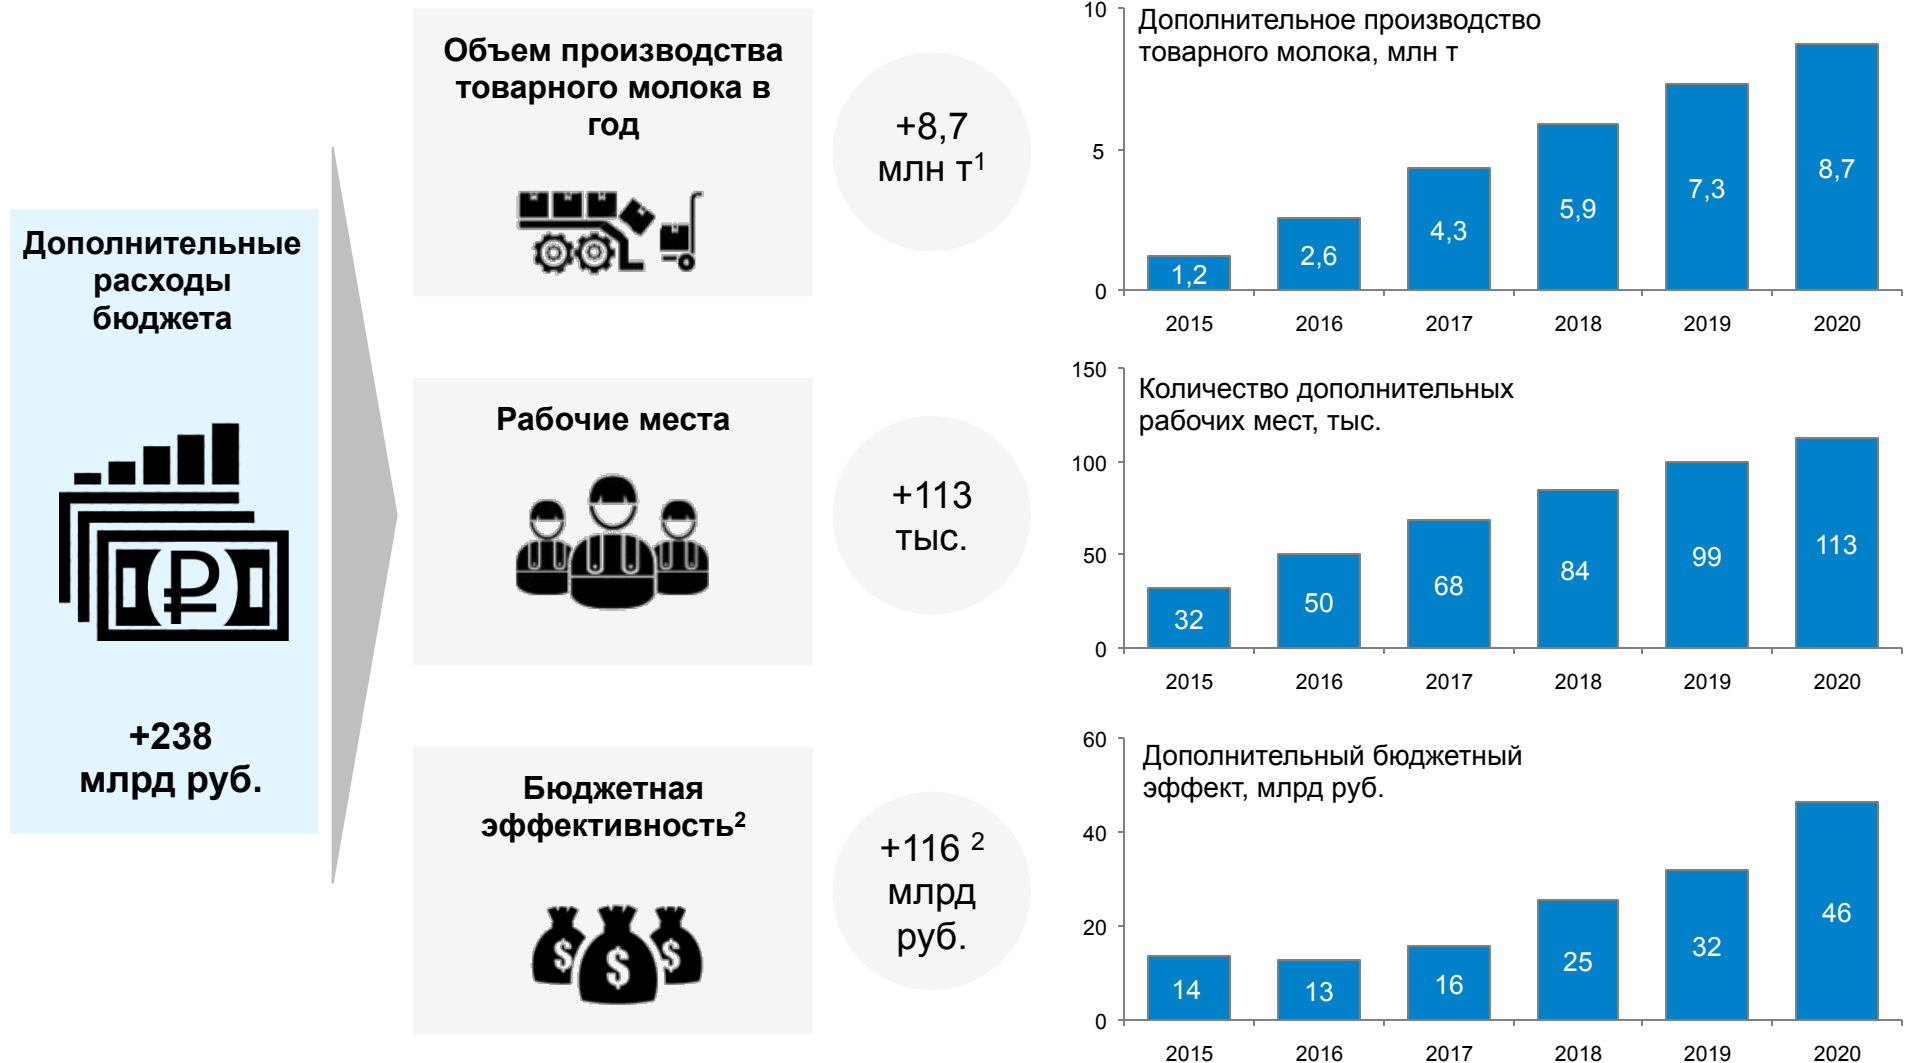 Дополнительные
расходы
бюджета
+238
млрд руб.
Объем производства
товарного молока в
год
+8,7
млн т¹
Рабочие места
+113
тыс.
Бюджетная
эффективность²
+116 ²
млрд
руб.
Дополнительное производство
товарного молока, млн т
10
5
0
1,2
2,6
4,3
5,9
7,3
8,7
2015 2016 2017 2018 2019 2020
Количество дополнительных
рабочих мест, тыс.
150
100
50
0
32
50
68
84
99
113
2015 2016 2017 2018 2019 2020
Дополнительный бюджетный
эффект, млрд руб.
60
40
20
0
14
13
16
25
32
46
2015 2016 2017 2018 2019 2020